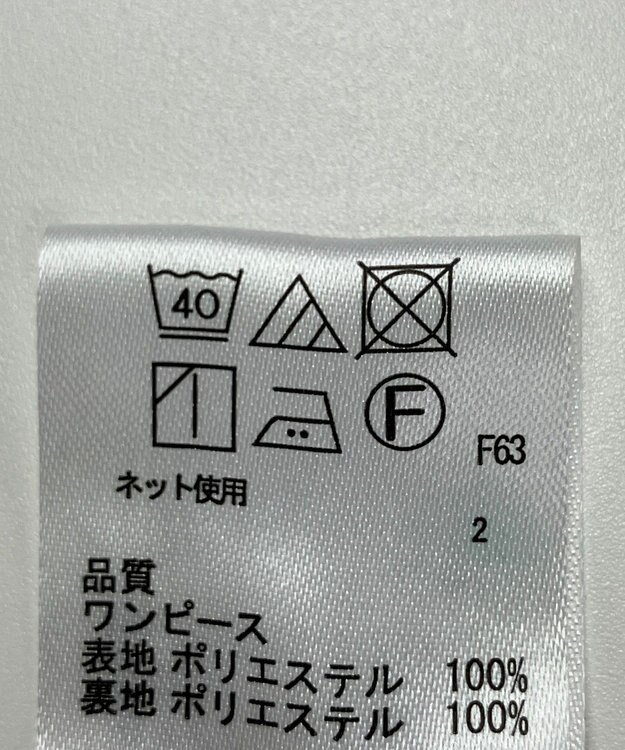 40
F
F63
ネット使用
2
品質
ワンピース
表地 ポリエステル 100%
裏地 ポリエステル 100%